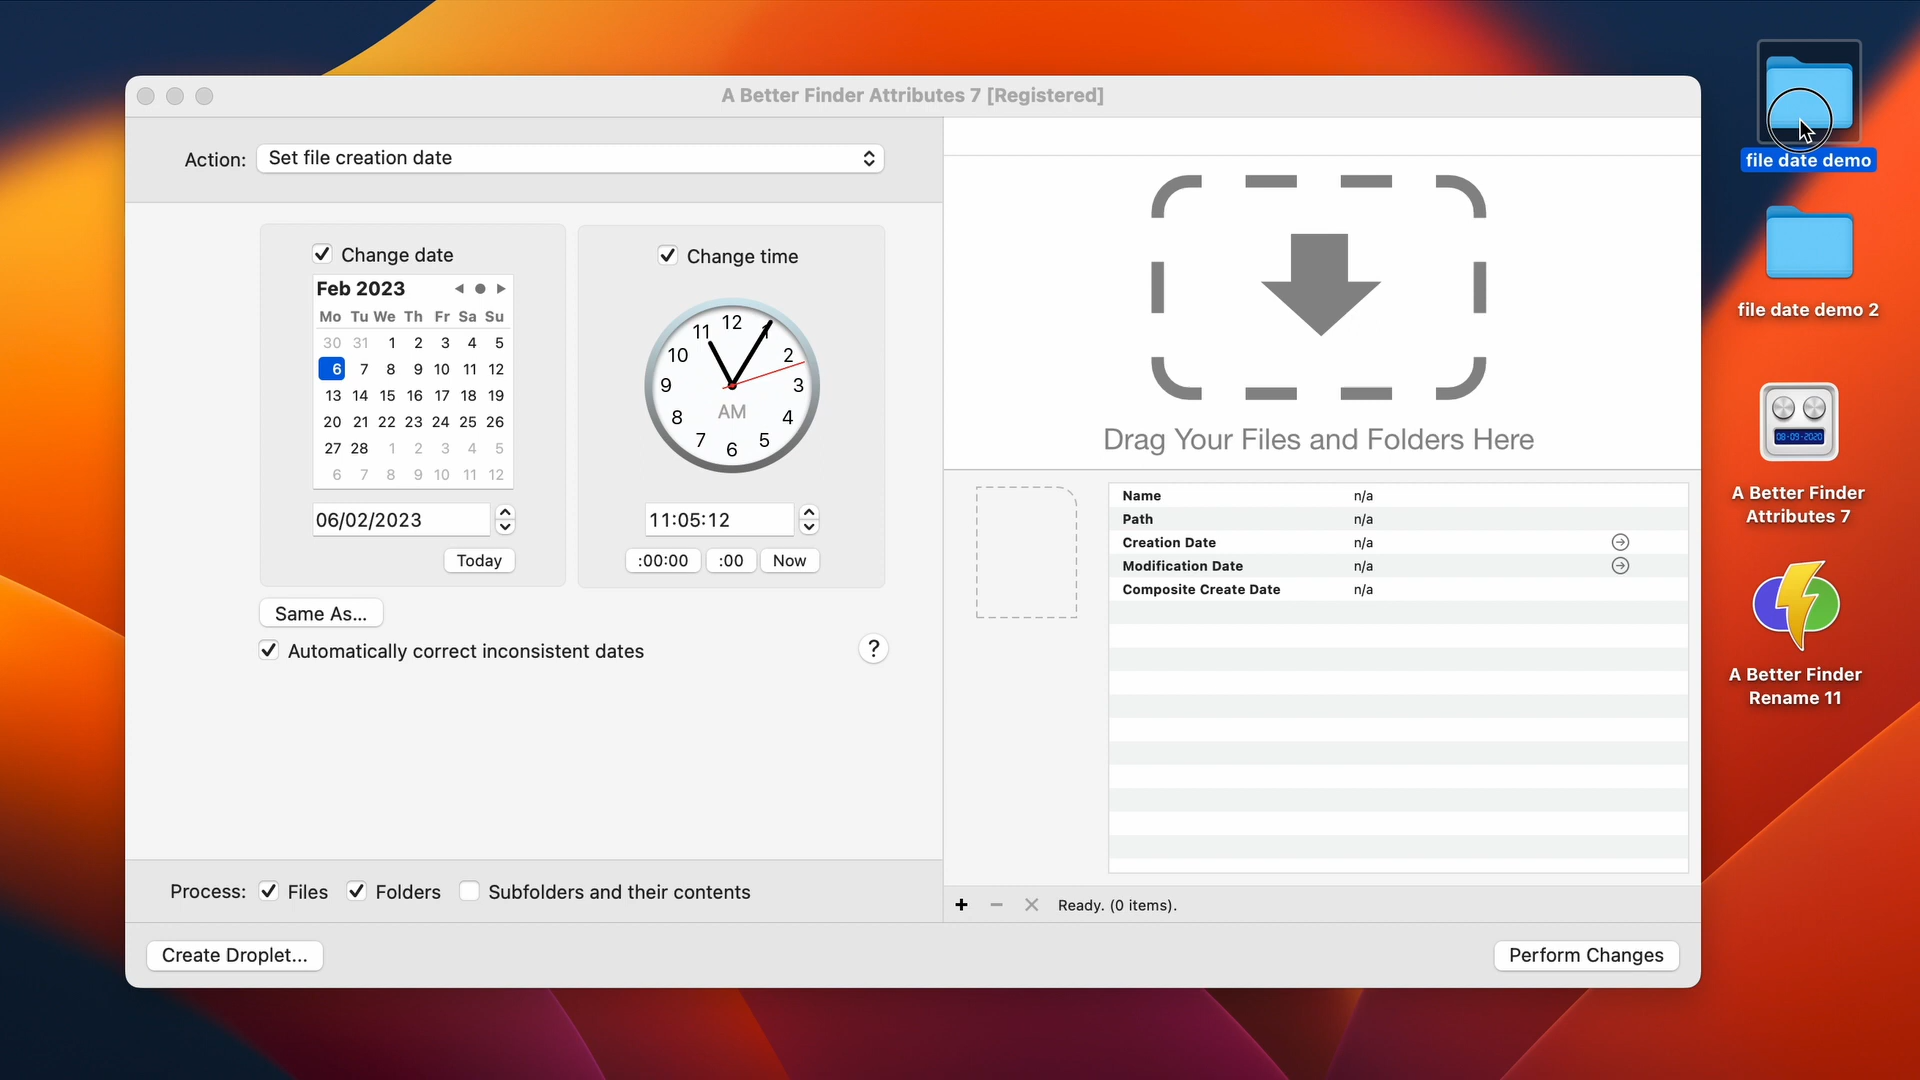 A Better Finder Attributes 7 [Registered]
Action: Set file creation date
Change date
Feb 2023
Mo Tu We Th Fr Sa Su
30 31 1 2 3 4 5
6 7 8 9 10 11 12
13 14 15 16 17 18 19
20 21 22 23 24 25 26
27 28 1 2 3 4 5
6 7 8 9 10 11 12
06/02/2023
Today
Change time
12
11 1
10 2
9 3
AM
8 4
7 5
6
11:05:12
:00:00 :00 Now
Same As...
Automatically correct inconsistent dates ?
Process: Files Folders Subfolders and their contents
Create Droplet...
Drag Your Files and Folders Here
Name n/a
Path n/a
Creation Date n/a
Modification Date n/a
Composite Create Date n/a
Ready. (0 items).
Perform Changes
file date demo
file date demo 2
08-09-2020
A Better Finder
Attributes 7
A Better Finder
Rename 11